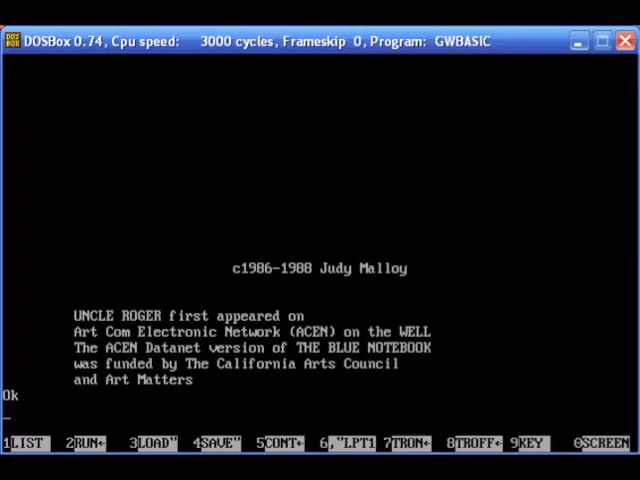 DOSBox 0.74, Cpu speed: 3000 cycles, Frameskip 0, Program: GWBASIC
c1986-1988 Judy Malloy
UNCLE ROGER first appeared on
Art Com Electronic Network (ACEN) on the WELL
The ACEN Datanet version of THE BLUE NOTEBOOK
was funded by The California Arts Council
and Art Matters
Ok
1LIST 2RUN← 3LOAD" 4SAVE" 5CONT← 6,"LPT1 7TRON← 8TROFF← 9KEY 0SCREEN